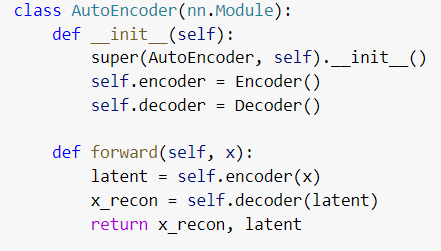 class AutoEncoder(nn.Module):
    def __init__(self):
        super(AutoEncoder, self).__init__()
        self.encoder = Encoder()
        self.decoder = Decoder()

    def forward(self, x):
        latent = self.encoder(x)
        x_recon = self.decoder(latent)
        return x_recon, latent